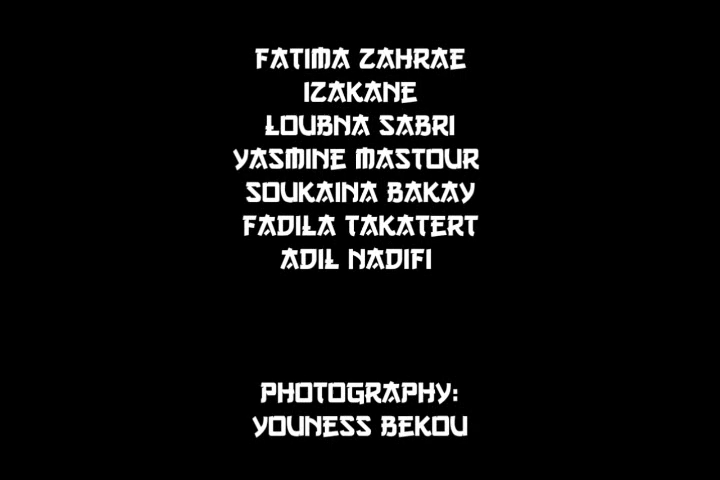 FATIMA ZAHRAE
IZAKANE
LOUBNA SABRI
YASMINE MASTOUR
SOUKAINA BAKAY
FADILA TAKATERT
ADIL NADIFI
PHOTOGRAPHY:
YOUNESS BEKOU